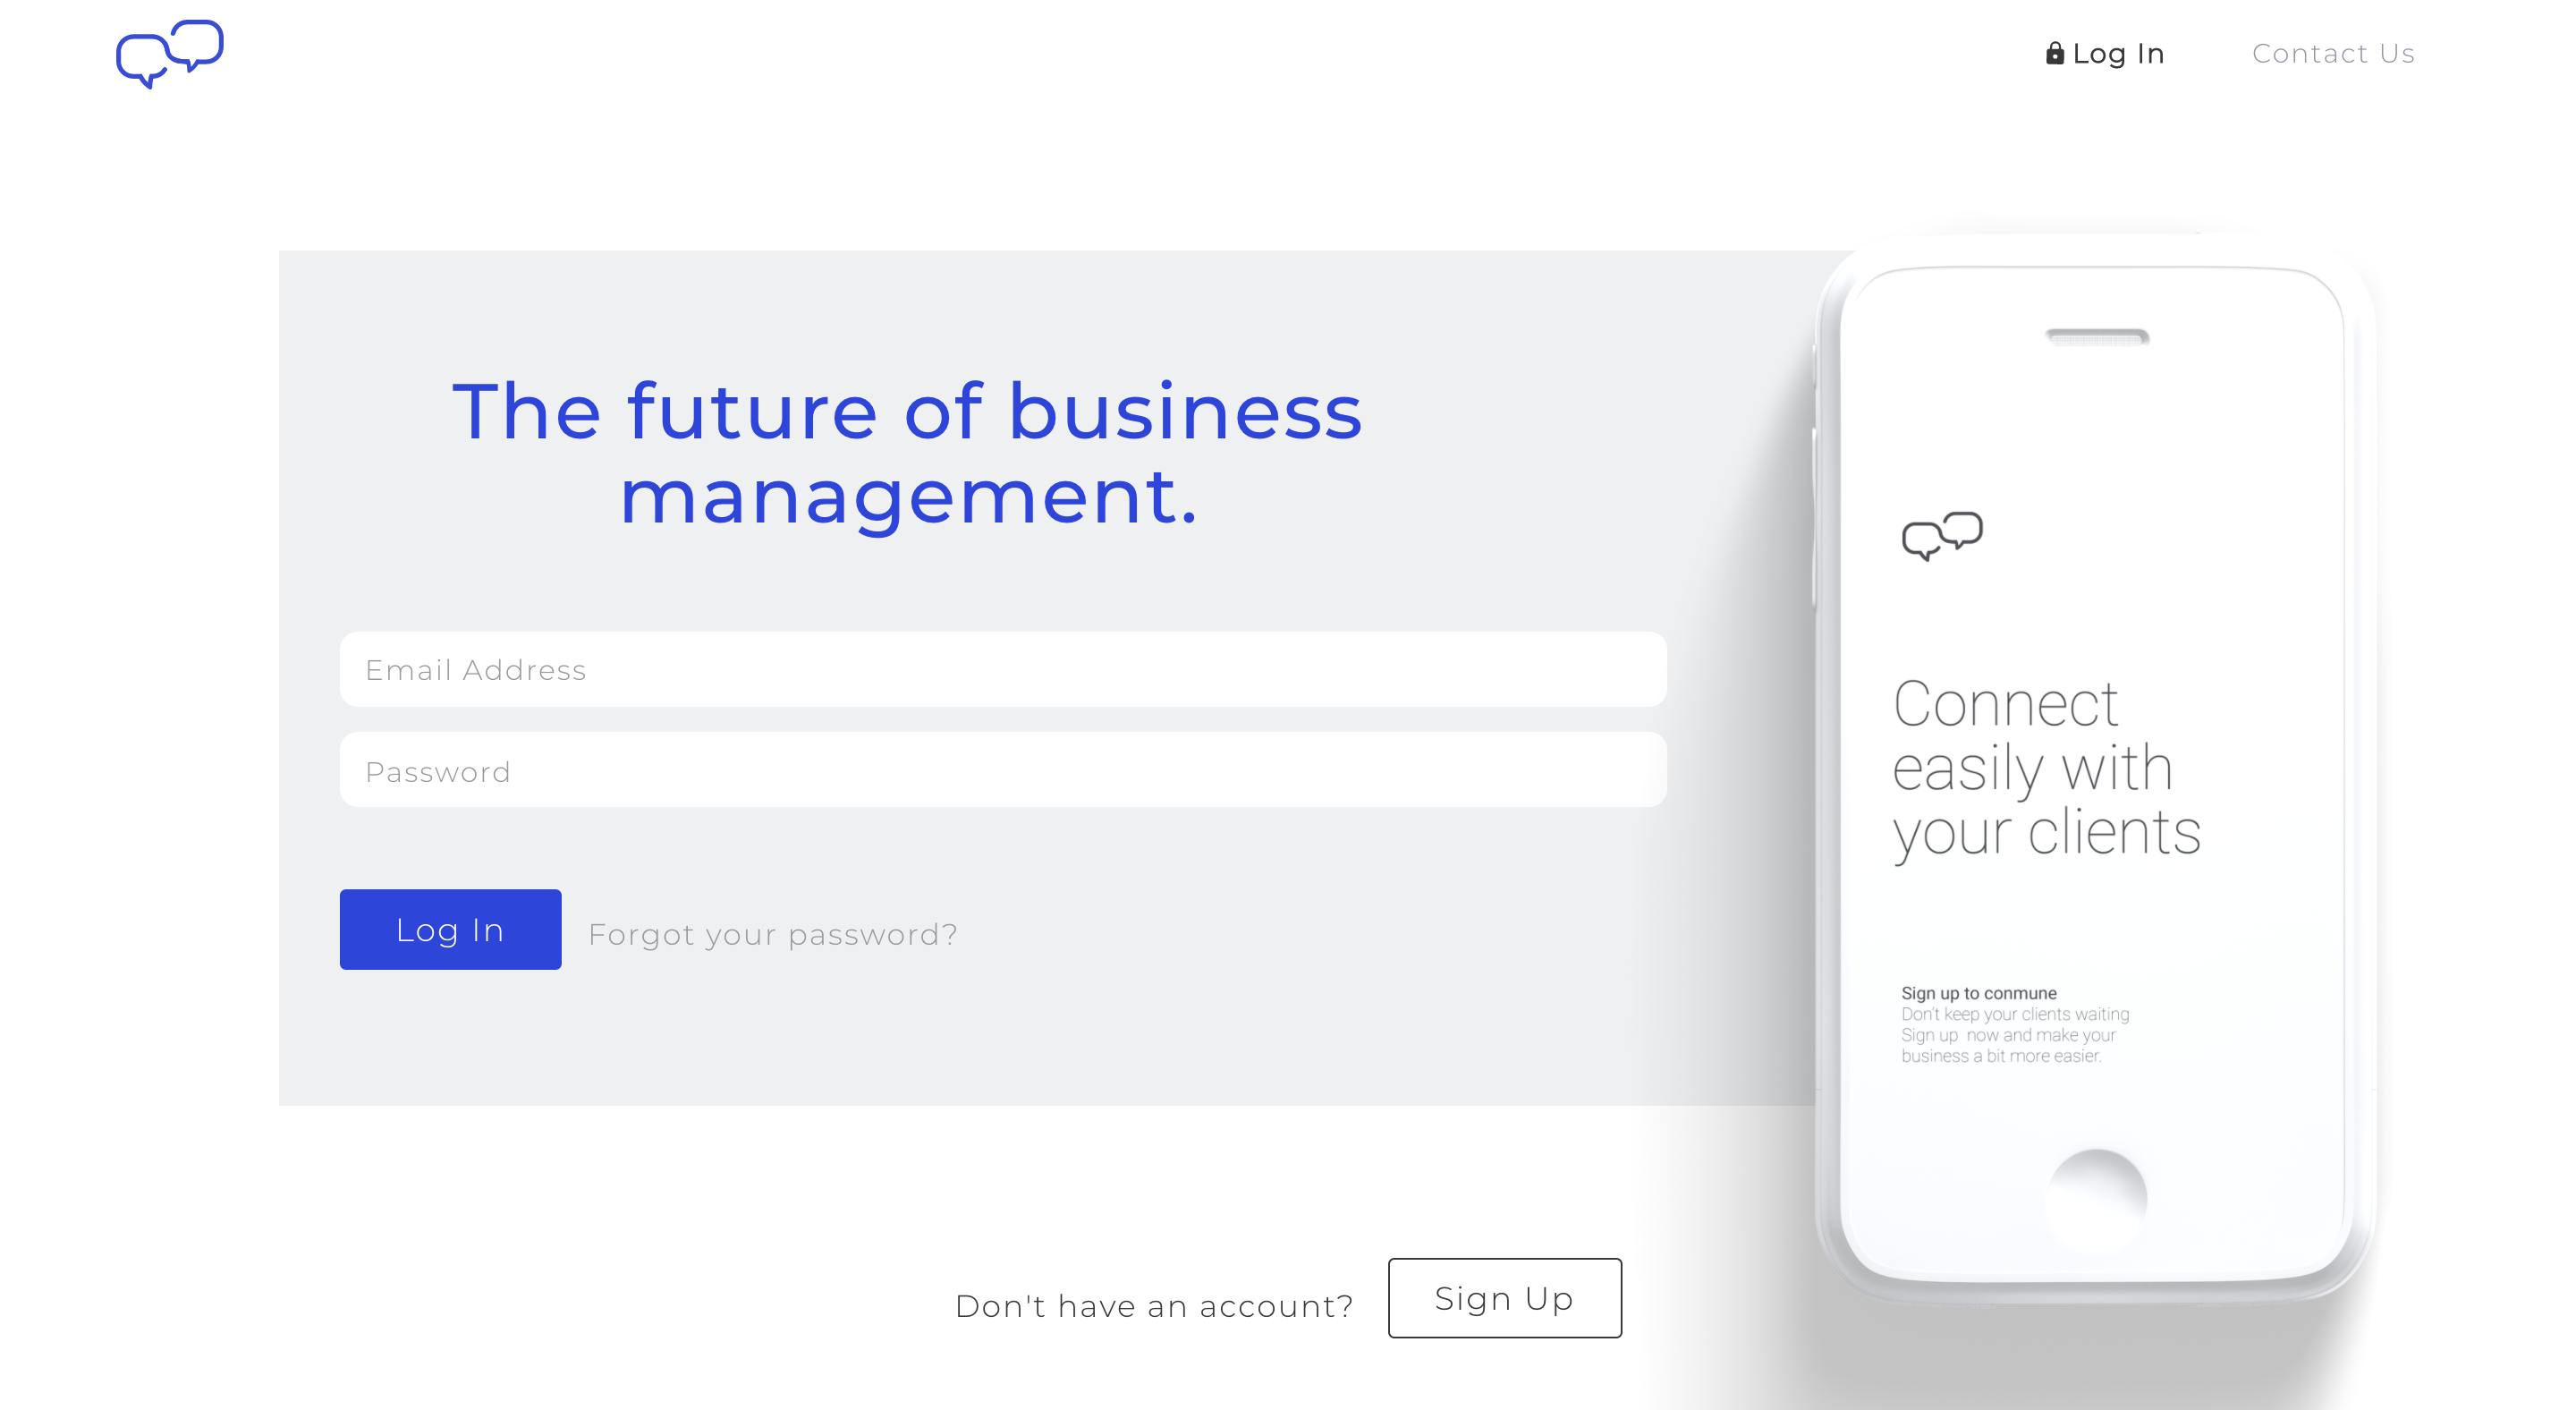 Log In
Contact Us
The future of business
management.
Email Address
Password
Log In
Forgot your password?
Connect
easily with
your clients
Sign up to conmune
Don't keep your clients waiting
Sign up now and make your
business a bit more easier.
Don't have an account?
Sign Up